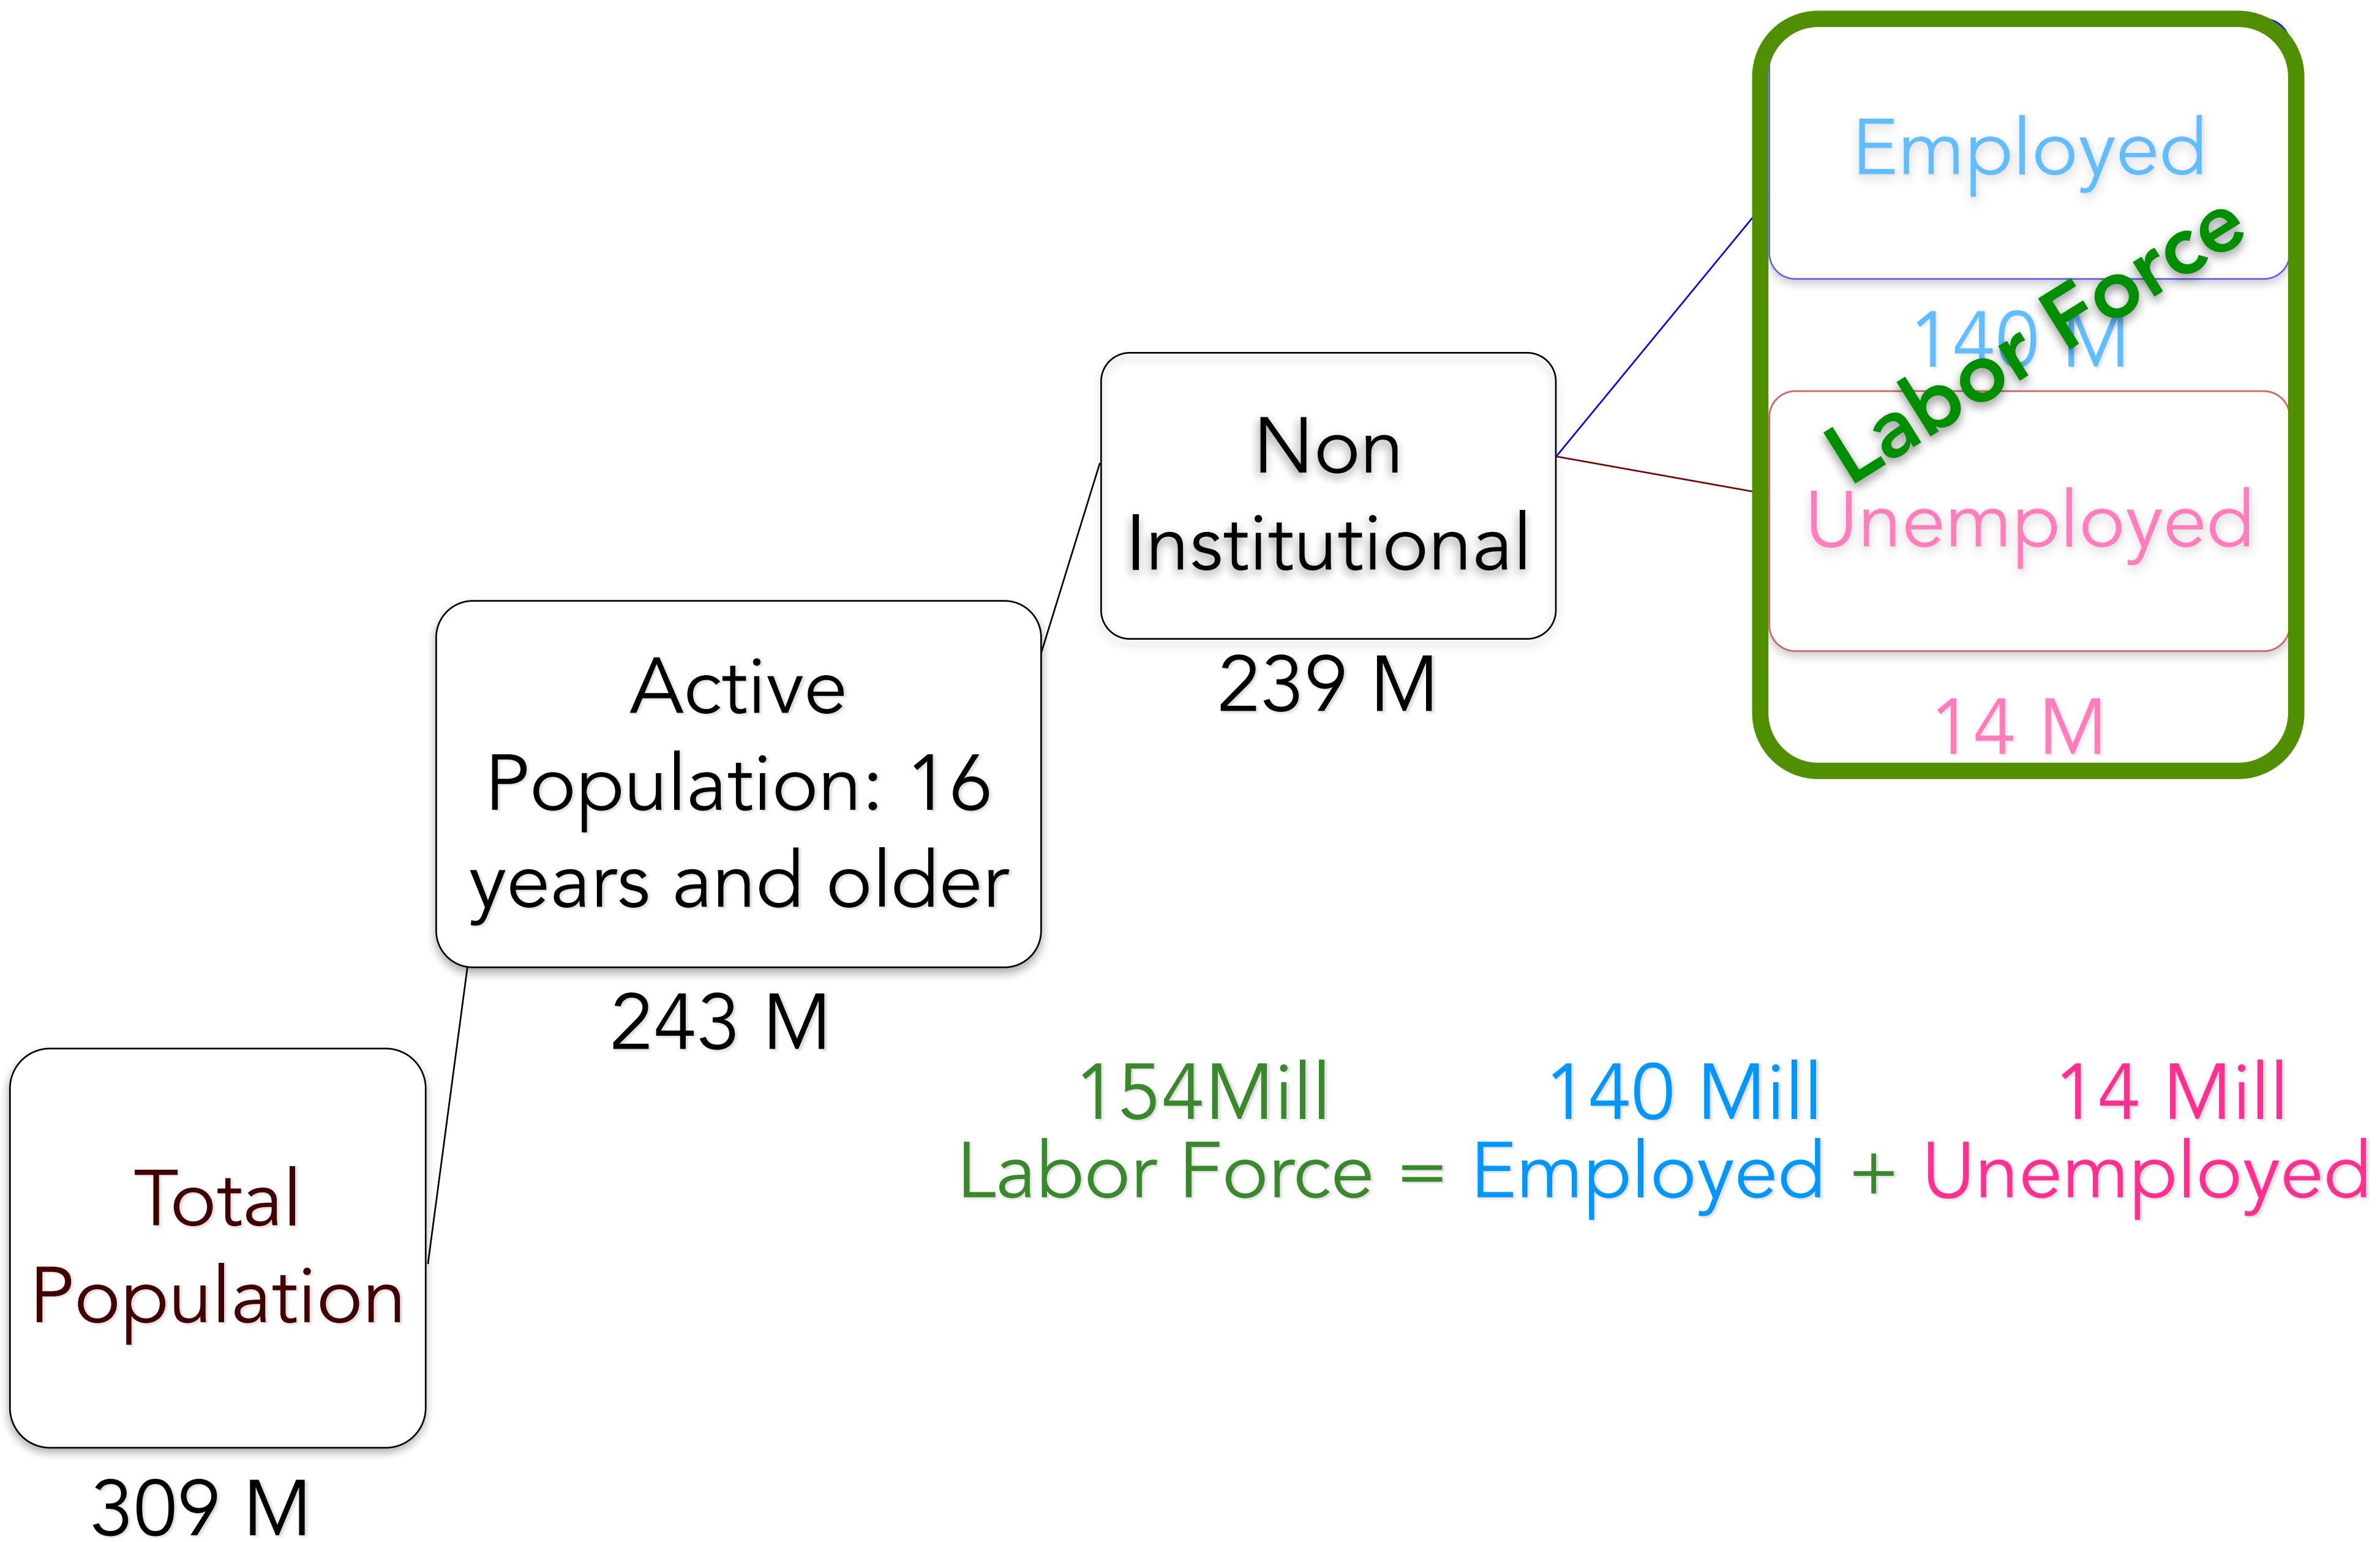 Employed
140 M
Labor Force
Unemployed
14 M
Non
Institutional
239 M
Active
Population: 16
years and older
243 M
Total
Population
309 M
154Mill 140 Mill 14 Mill
Labor Force = Employed + Unemployed